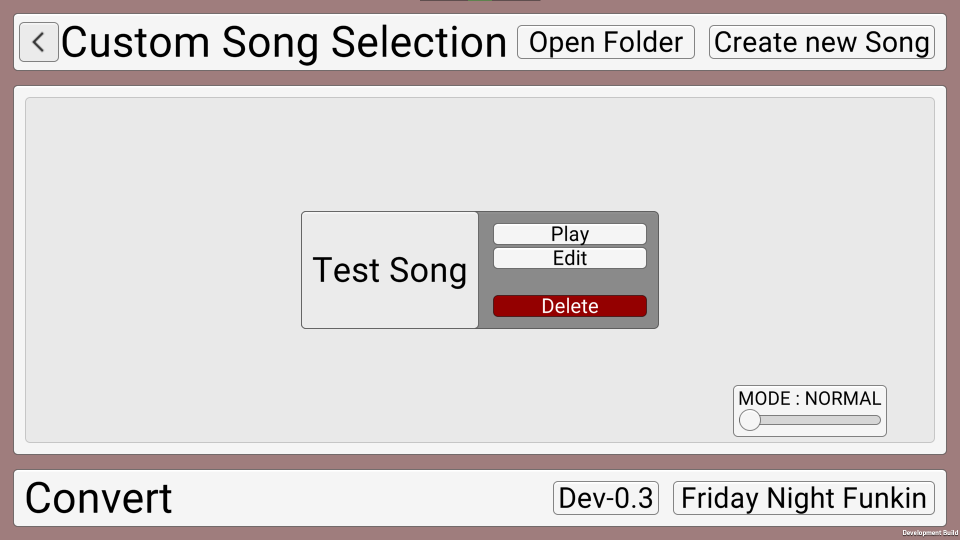 Custom Song Selection
Open Folder
Create new Song
Test Song
Play
Edit
Delete
MODE : NORMAL
Convert
Dev-0.3
Friday Night Funkin
Development Build